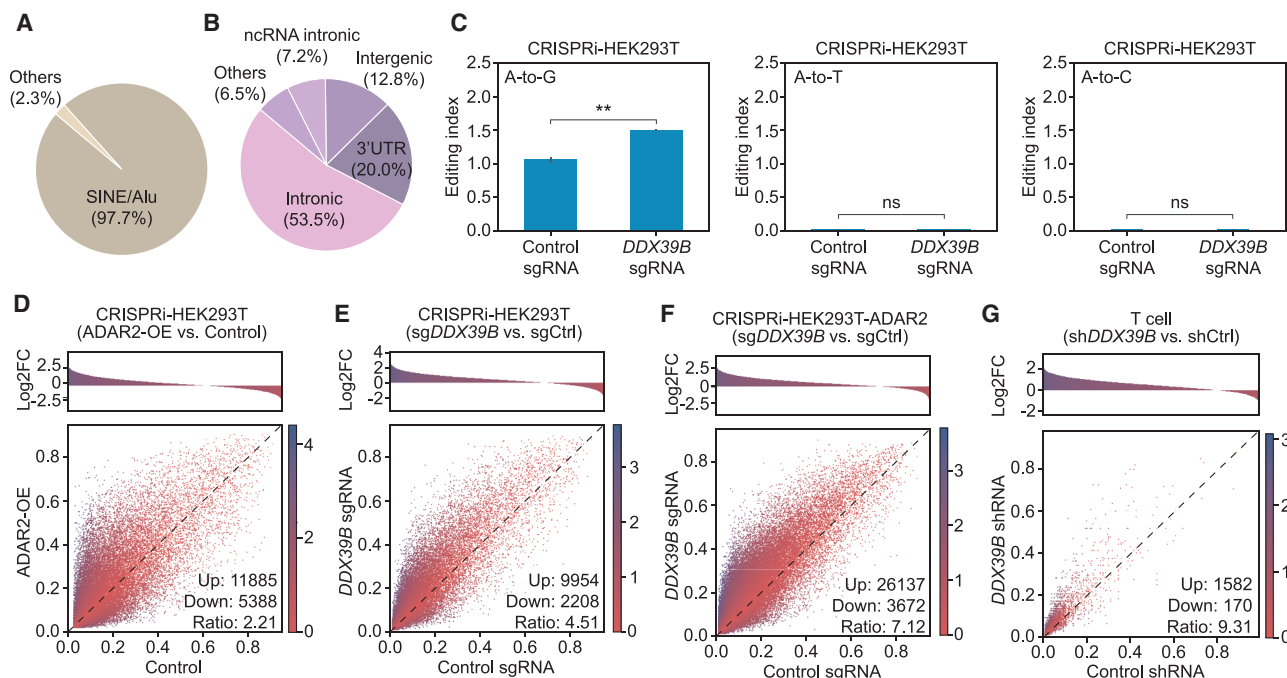 A
Others
(2.3%)
SINE/Alu
(97.7%)
B
ncRNA intronic
(7.2%)
Intergenic
(12.8%)
Others
(6.5%)
3'UTR
(20.0%)
Intronic
(53.5%)
C
CRISPRi-HEK293T
A-to-G
**
Editing index
2.5
2.0
1.5
1.0
0.5
0.0
Control
sgRNA
DDX39B
sgRNA
CRISPRi-HEK293T
A-to-T
ns
Editing index
2.5
2.0
1.5
1.0
0.5
0.0
Control
sgRNA
DDX39B
sgRNA
CRISPRi-HEK293T
A-to-C
ns
Editing index
2.5
2.0
1.5
1.0
0.5
0.0
Control
sgRNA
DDX39B
sgRNA
D
CRISPRi-HEK293T
(ADAR2-OE vs. Control)
Log2FC
2.5
0.0
-2.5
ADAR2-OE
0.8
0.6
0.4
0.2
0.0
Up: 11885
Down: 5388
Ratio: 2.21
0.0 0.2 0.4 0.6 0.8
Control
4
2
0
E
CRISPRi-HEK293T
(sgDDX39B vs. sgCtrl)
Log2FC
4
2
0
-2
DDX39B sgRNA
0.8
0.6
0.4
0.2
0.0
Up: 9954
Down: 2208
Ratio: 4.51
0.0 0.2 0.4 0.6 0.8
Control sgRNA
3
2
1
0
F
CRISPRi-HEK293T-ADAR2
(sgDDX39B vs. sgCtrl)
Log2FC
2.5
0.0
-2.5
DDX39B sgRNA
0.8
0.6
0.4
0.2
0.0
Up: 26137
Down: 3672
Ratio: 7.12
0.0 0.2 0.4 0.6 0.8
Control sgRNA
3
2
1
0
G
T cell
(shDDX39B vs. shCtrl)
Log2FC
2
0
-2
DDX39B shRNA
0.8
0.6
0.4
0.2
0.0
Up: 1582
Down: 170
Ratio: 9.31
0.0 0.2 0.4 0.6 0.8
Control shRNA
3
2
1
0